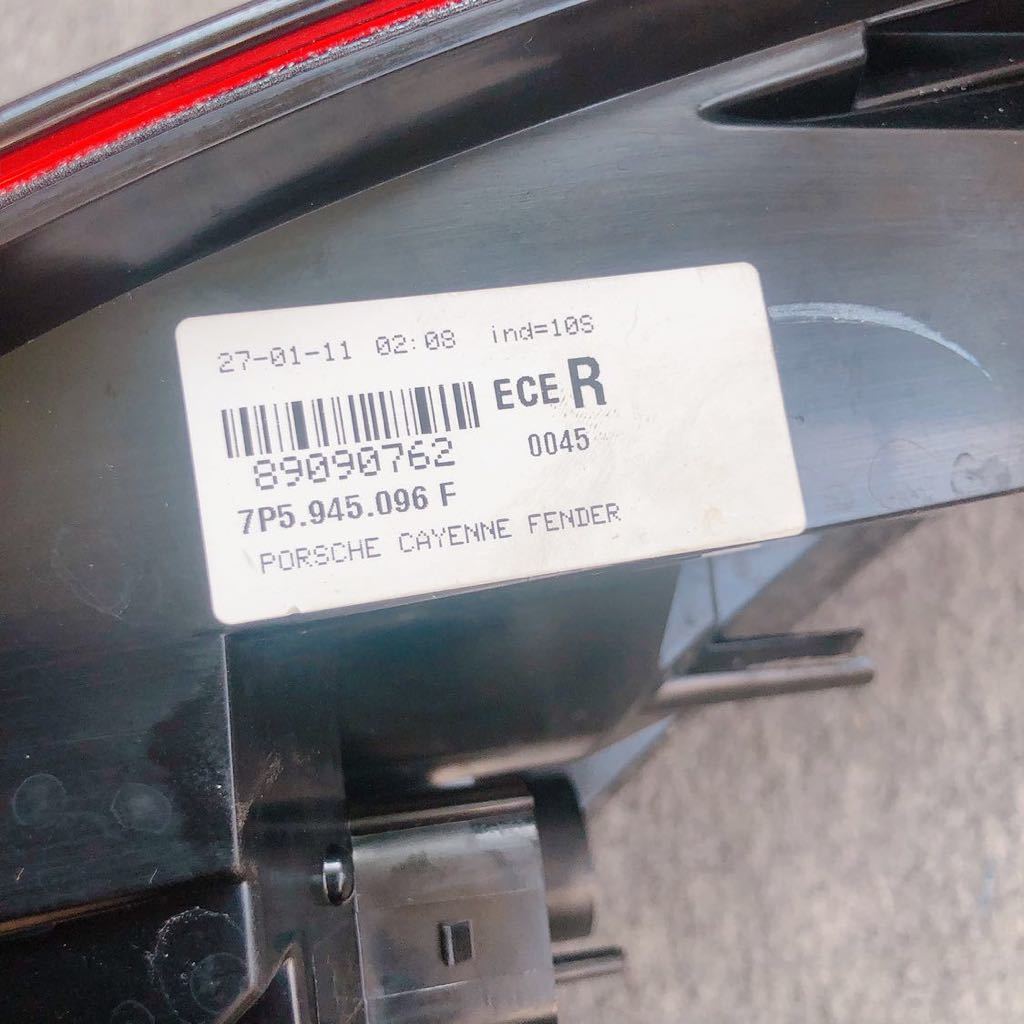 27-01-11 02:08 ind=10S
ECE R
89090762
0045
7P5.945.096 F
PORSCHE CAYENNE FENDER